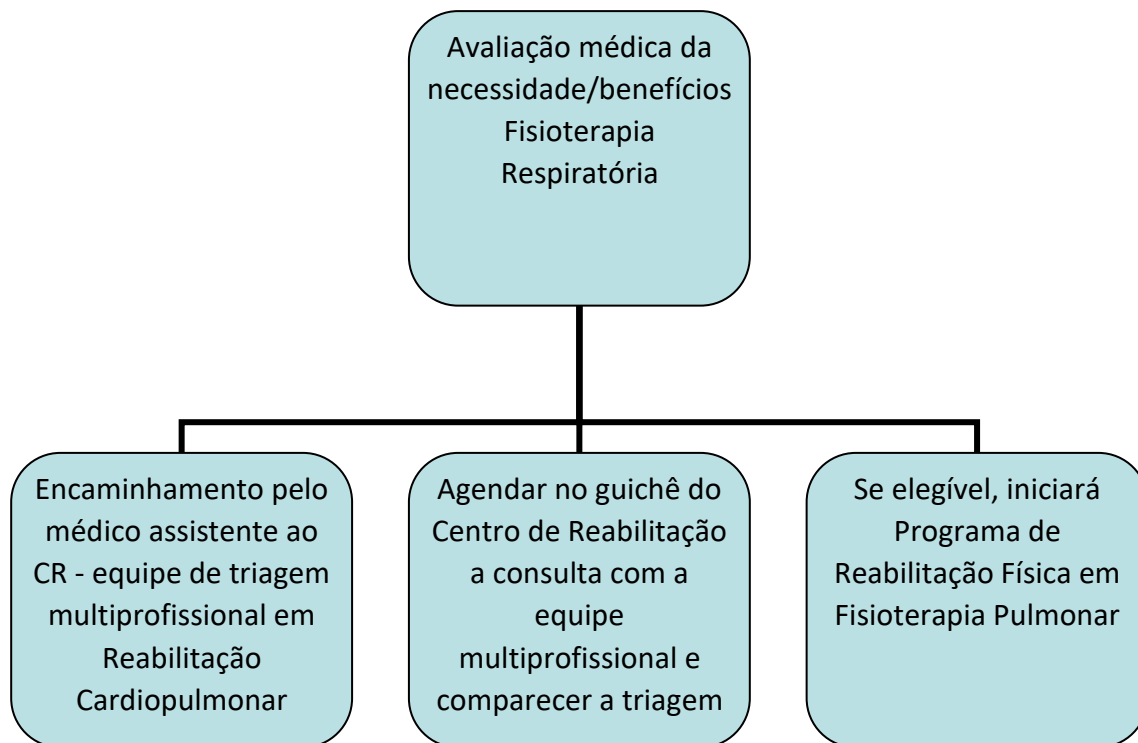 Avaliação médica da
necessidade/benefícios
Fisioterapia
Respiratória
Encaminhamento pelo
médico assistente ao
CR - equipe de triagem
multiprofissional em
Reabilitação
Cardiopulmonar
Agendar no guichê do
Centro de Reabilitação
a consulta com a
equipe
multiprofissional e
comparecer a triagem
Se elegível, iniciará
Programa de
Reabilitação Física em
Fisioterapia Pulmonar